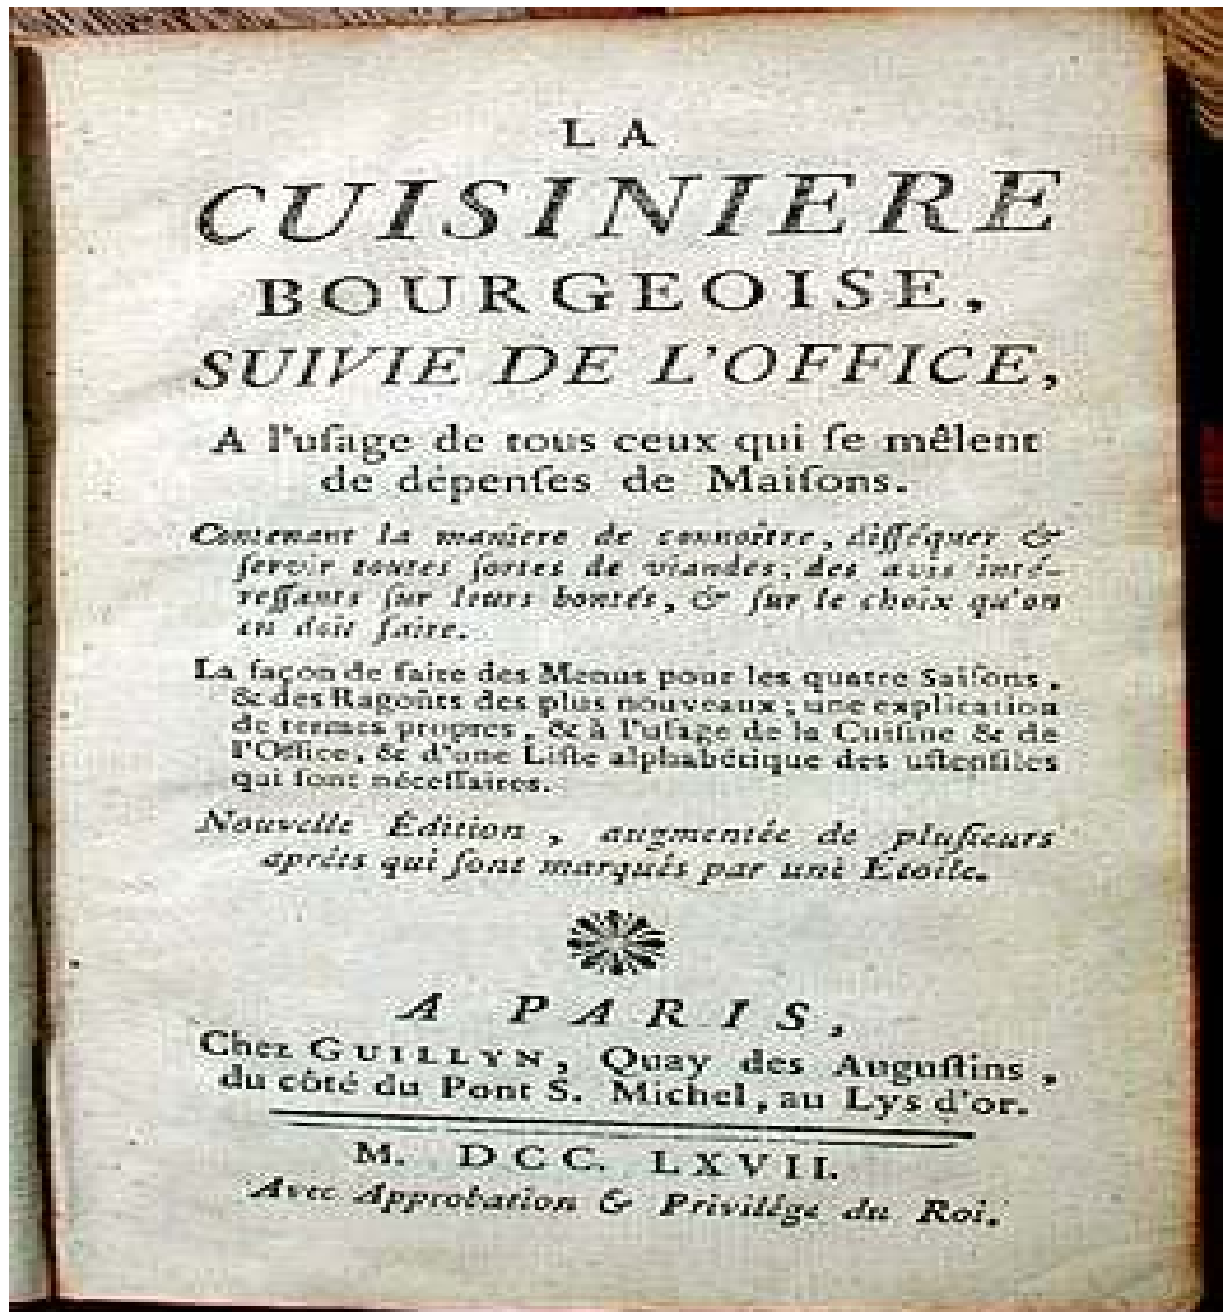 LA
CUISINIERE
BOURGEOISE,
SUIVIE DE L'OFFICE,
A l'uſage de tous ceux qui ſe mêlent
de dépenſes de Maiſons.
Contenant la maniere de connoître, diſſéquer &
ſervir toutes ſortes de viandes; des avis inté-
reſſants ſur leurs bontés, & ſur le choix qu'on
en doit faire.
La façon de faire des Menus pour les quatre Saiſons,
& des Ragoûts des plus nouveaux; une explication
de termes propres, & à l'uſage de la Cuiſine & de
l'Office, & d'une Liſte alphabétique des uſtenſiles
qui ſont néceſſaires.
Nouvelle Édition, augmentée de pluſieurs
apréts qui ſont marqués par une Etoile.
A PARIS,
Chez GUILLYN, Quay des Auguſtins,
du côté du Pont S. Michel, au Lys d'or.
M. DCC. LXVII.
Avec Approbation & Privilége du Roi.